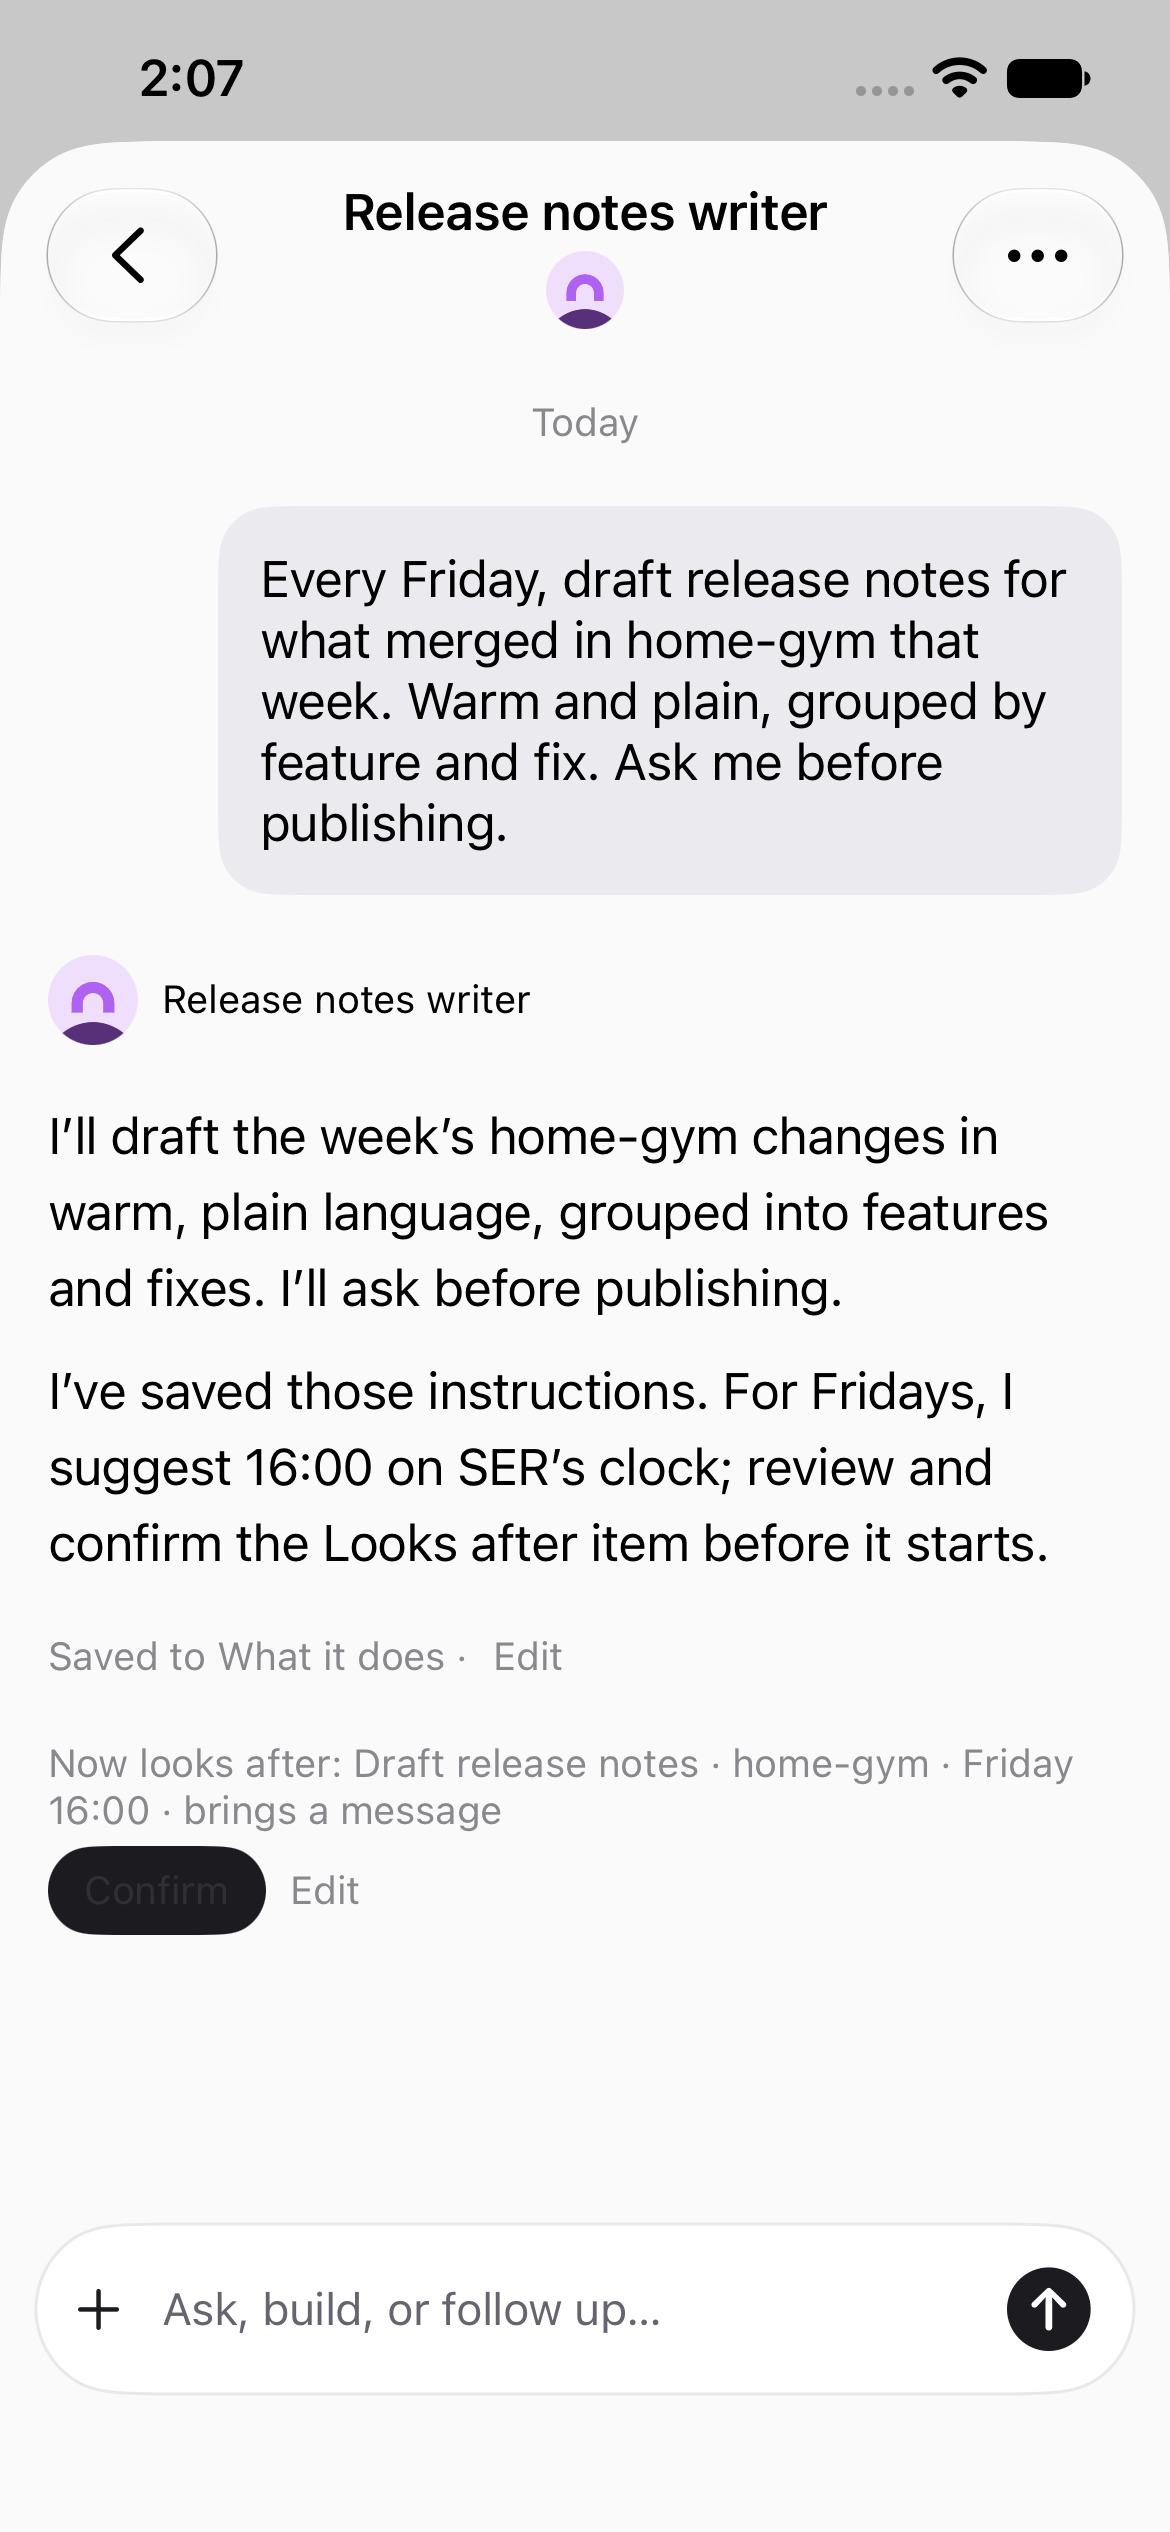 2:07
Release notes writer
Today
Every Friday, draft release notes for
what merged in home-gym that
week. Warm and plain, grouped by
feature and fix. Ask me before
publishing.
Release notes writer
I’ll draft the week’s home-gym changes in
warm, plain language, grouped into features
and fixes. I’ll ask before publishing.
I’ve saved those instructions. For Fridays, I
suggest 16:00 on SER’s clock; review and
confirm the Looks after item before it starts.
Saved to What it does · Edit
Now looks after: Draft release notes · home-gym · Friday
16:00 · brings a message
Confirm Edit
Ask, build, or follow up...